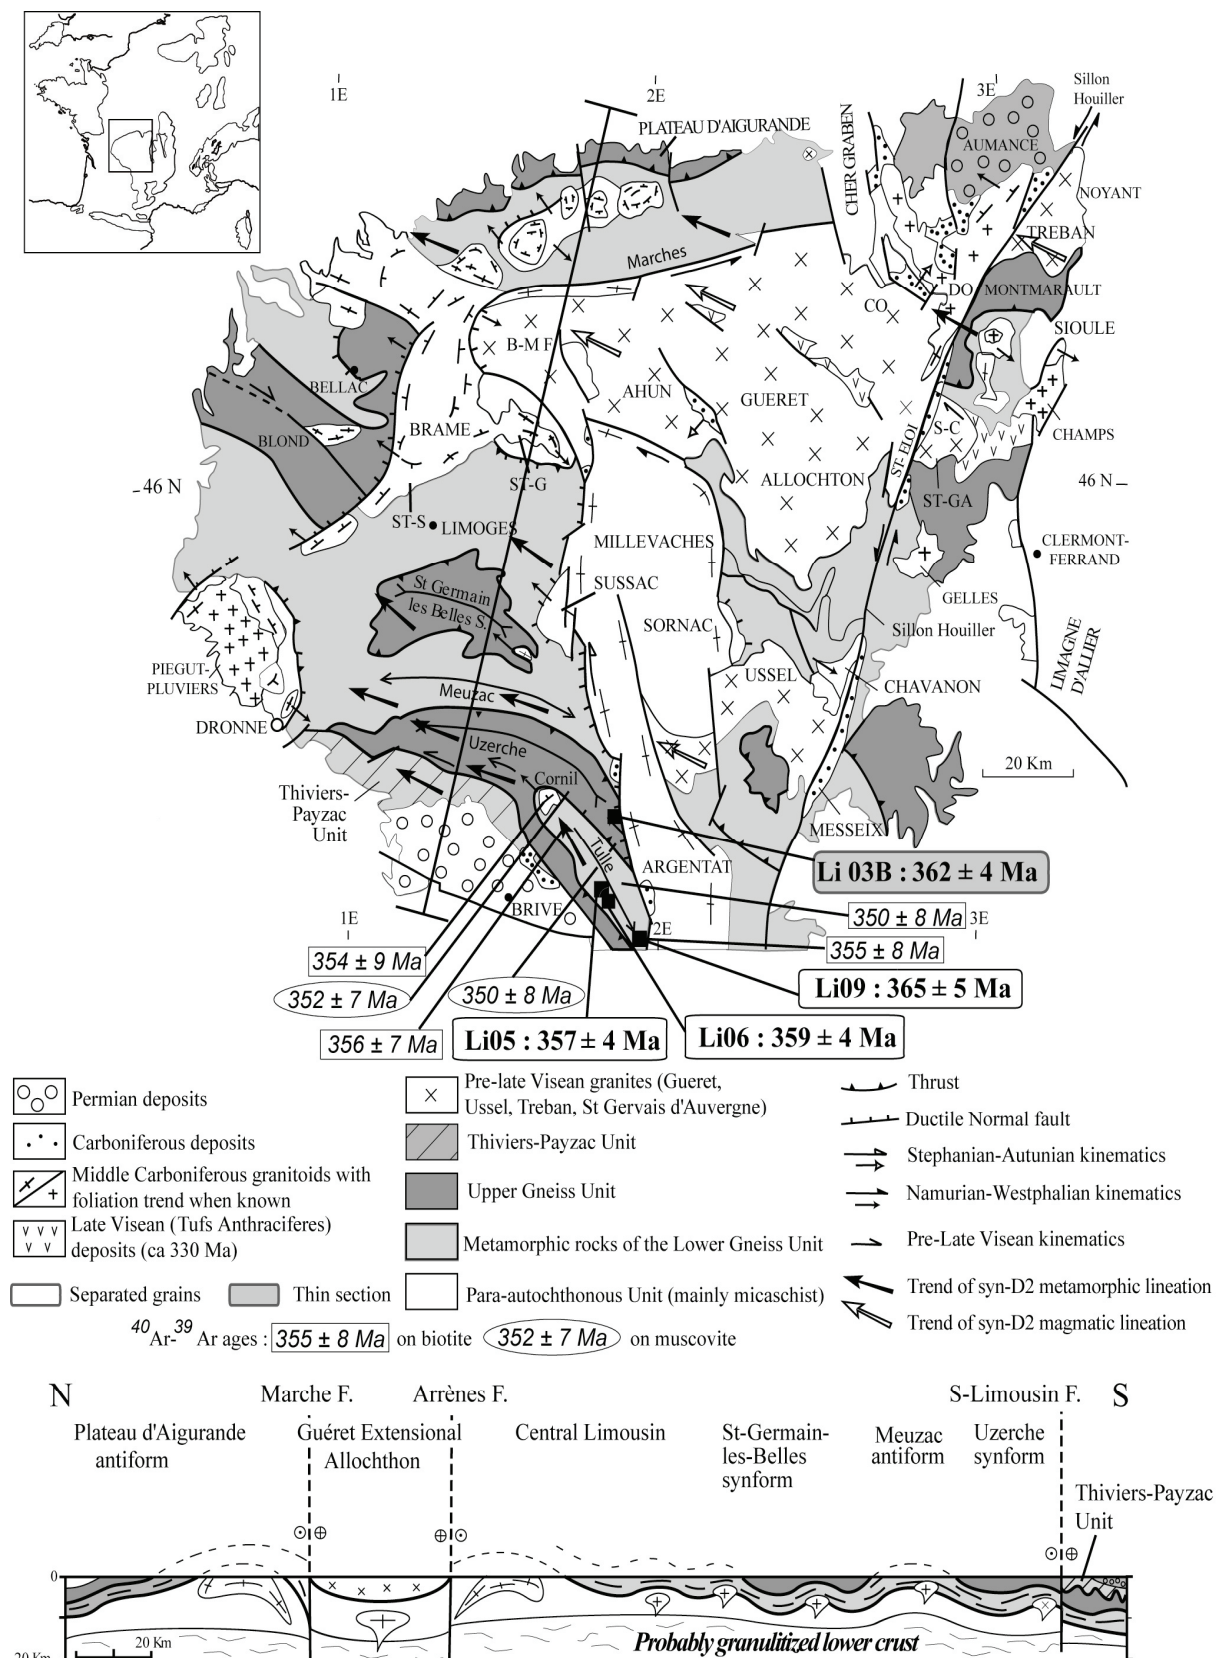 1E
2E
3E
Sillon
Houiller
PLATEAU D'AIGURANDE
CHER GRABEN
AUMANCE
NOYANT
TREBAN
Marches
CO
DO
MONTMARAULT
SIOULE
B-M F
BELLAC
AHUN
GUERET
BRAME
BLOND
S-C
CHAMPS
ST-ELOI
46 N
ST-G
ALLOCHTON
46 N
ST-GA
ST-S
LIMOGES
MILLEVACHES
CLERMONT-
FERRAND
St Germain
les Belles S.
SUSSAC
GELLES
SORNAC
Sillon Houiller
LIMAGNE
D'ALLIER
PIEGUT-
PLUVIERS
USSEL
CHAVANON
Meuzac
DRONNE
Uzerche
20 Km
Cornil
Thiviers-
Payzac
Unit
MESSEIX
Tulle
ARGENTAT
Li 03B : 362 ± 4 Ma
BRIVE
350 ± 8 Ma
1E
2E
3E
354 ± 9 Ma
355 ± 8 Ma
352 ± 7 Ma
350 ± 8 Ma
Li09 : 365 ± 5 Ma
356 ± 7 Ma
Li05 : 357 ± 4 Ma
Li06 : 359 ± 4 Ma
Permian deposits
Carboniferous deposits
Middle Carboniferous granitoids with
foliation trend when known
Late Visean (Tufs Anthraciferes)
deposits (ca 330 Ma)
Pre-late Visean granites (Gueret,
Ussel, Treban, St Gervais d'Auvergne)
Thiviers-Payzac Unit
Upper Gneiss Unit
Metamorphic rocks of the Lower Gneiss Unit
Para-autochthonous Unit (mainly micaschist)
Thrust
Ductile Normal fault
Stephanian-Autunian kinematics
Namurian-Westphalian kinematics
Pre-Late Visean kinematics
Trend of syn-D2 metamorphic lineation
Trend of syn-D2 magmatic lineation
Separated grains
Thin section
40Ar-39Ar ages : 355 ± 8 Ma on biotite 352 ± 7 Ma on muscovite
N
Marche F.
Arrènes F.
S-Limousin F.
S
Plateau d'Aigurande
antiform
Guéret Extensional
Allochthon
Central Limousin
St-Germain-
les-Belles
synform
Meuzac
antiform
Uzerche
synform
Thiviers-Payzac
Unit
0
20 Km
Probably granulitized lower crust
20 Km